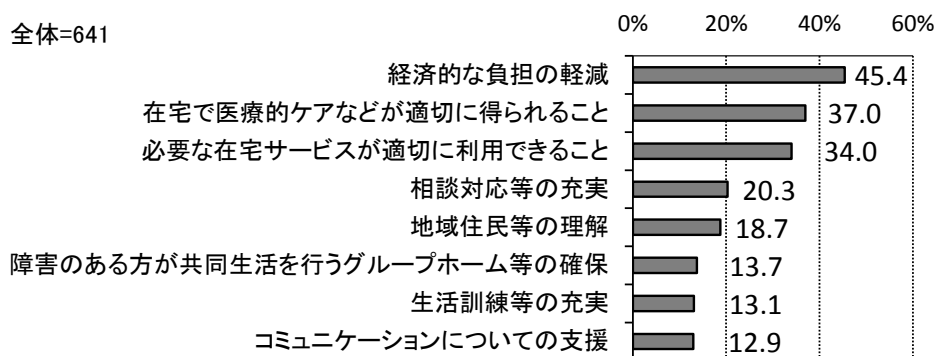 全体=641
0% 20% 40% 60%
経済的な負担の軽減 45.4
在宅で医療的ケアなどが適切に得られること 37.0
必要な在宅サービスが適切に利用できること 34.0
相談対応等の充実 20.3
地域住民等の理解 18.7
障害のある方が共同生活を行うグループホーム等の確保 13.7
生活訓練等の充実 13.1
コミュニケーションについての支援 12.9